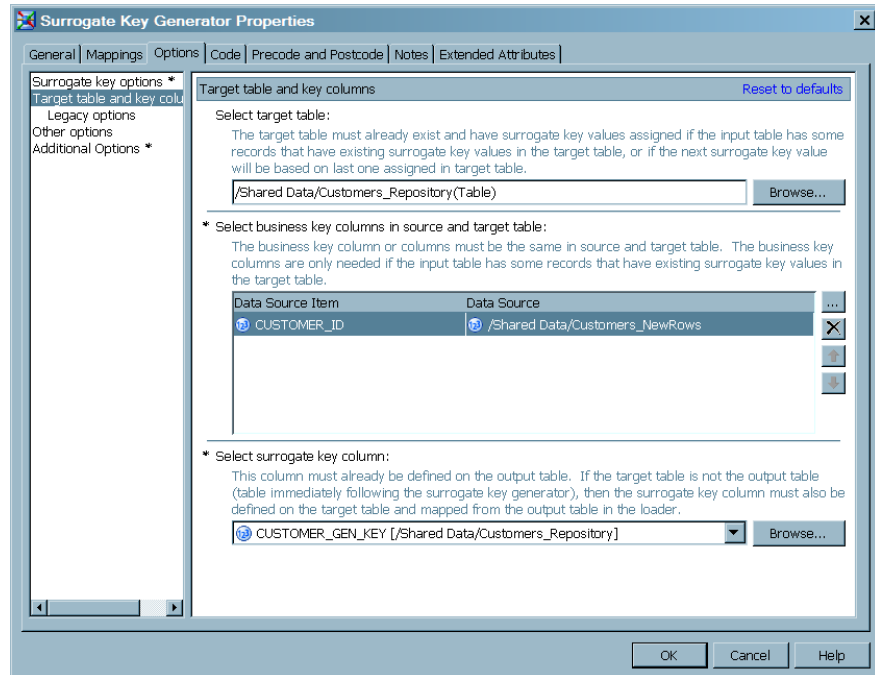 Surrogate Key Generator Properties
General Mappings Options Code Precode and Postcode Notes Extended Attributes
Surrogate key options *
Target table and key colu
Legacy options
Other options
Additional Options *
Target table and key columns Reset to defaults
Select target table:
The target table must already exist and have surrogate key values assigned if the input table has some
records that have existing surrogate key values in the target table, or if the next surrogate key value
will be based on last one assigned in target table.
/Shared Data/Customers_Repository(Table) Browse...
* Select business key columns in source and target table:
The business key column or columns must be the same in source and target table. The business key
columns are only needed if the input table has some records that have existing surrogate key values in
the target table.
Data Source Item Data Source ...
CUSTOMER_ID /Shared Data/Customers_NewRows
* Select surrogate key column:
This column must already be defined on the output table. If the target table is not the output table
(table immediately following the surrogate key generator), then the surrogate key column must also be
defined on the target table and mapped from the output table in the loader.
CUSTOMER_GEN_KEY [/Shared Data/Customers_Repository] Browse...
OK Cancel Help